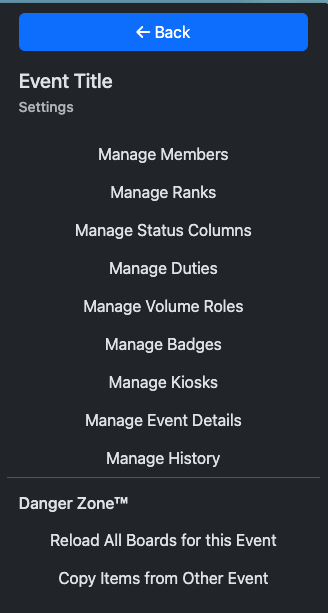 ← Back
Event Title
Settings
Manage Members
Manage Ranks
Manage Status Columns
Manage Duties
Manage Volume Roles
Manage Badges
Manage Kiosks
Manage Event Details
Manage History
Danger Zone™
Reload All Boards for this Event
Copy Items from Other Event